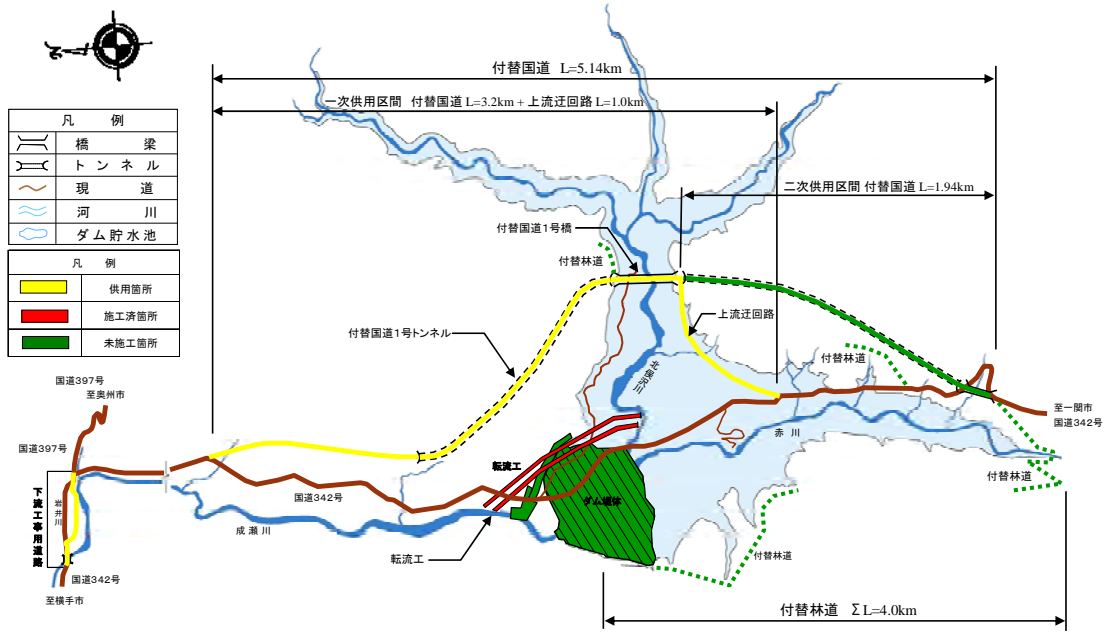 付替国道 L=5.14km
一次供用区間 付替国道 L=3.2km + 上流迂回路 L=1.0km
二次供用区間 付替国道 L=1.94km
凡 例
橋 梁
トンネル
現 道
河 川
ダム貯水池
凡 例
供用箇所
施工済箇所
未施工箇所
付替国道1号橋
付替林道
付替国道1号トンネル
上流迂回路
付替林道
北俣沢川
国道397号
至奥州市
国道397号
下流工事用道路
岩井川
国道342号
至横手市
国道342号
成瀬川
転流工
転流工
ダム堤体
赤川
至一関市
国道342号
付替林道
付替林道
付替林道 ΣL=4.0km